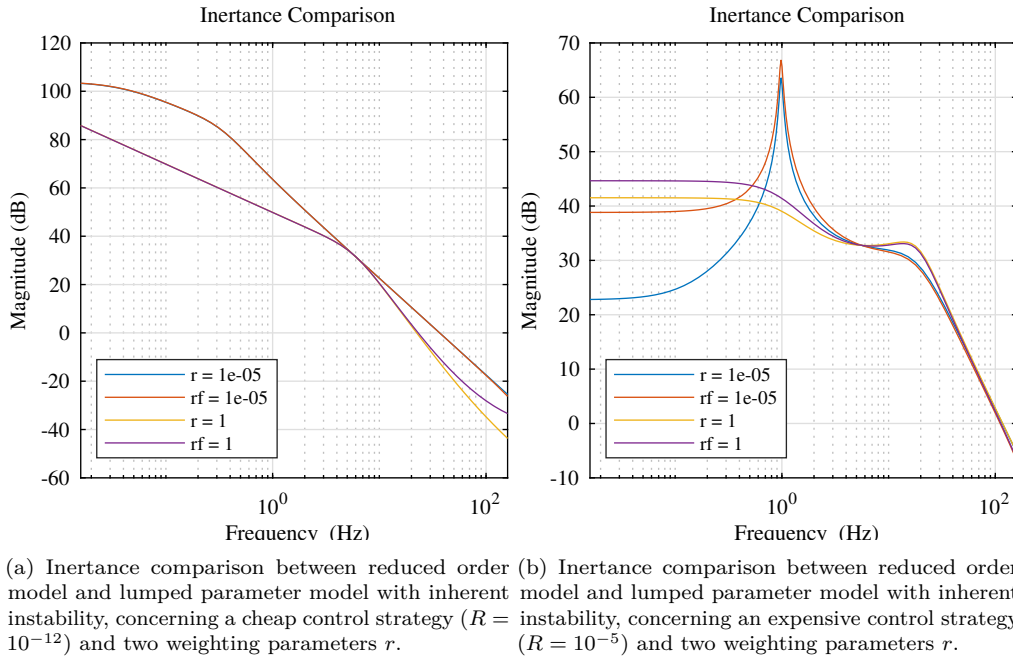 Inertance Comparison
120
100
80
60
40
20
0
-20
-40
-60
Magnitude (dB)
10^0
10^1
10^2
Frequency (Hz)
r = 1e-05
rf = 1e-05
r = 1
rf = 1
Inertance Comparison
70
60
50
40
30
20
10
0
-10
Magnitude (dB)
10^0
10^1
10^2
Frequency (Hz)
r = 1e-05
rf = 1e-05
r = 1
rf = 1
(a) Inertance comparison between reduced order
model and lumped parameter model with inherent
instability, concerning a cheap control strategy (R =
10^{-12}) and two weighting parameters r.
(b) Inertance comparison between reduced order
model and lumped parameter model with inherent
instability, concerning an expensive control strategy
(R = 10^{-5}) and two weighting parameters r.